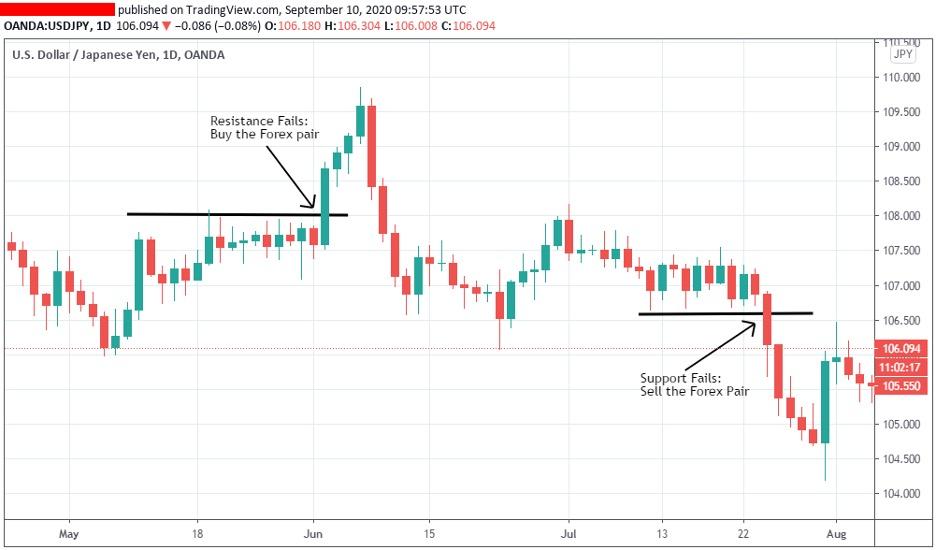 published on TradingView.com, September 10, 2020 09:57:53 UTC
OANDA:USDJPY, 1D 106.094 ▼ −0.086 (−0.08%) O:106.180 H:106.304 L:106.008 C:106.094
U.S. Dollar / Japanese Yen, 1D, OANDA
110.500
JPY
110.000
109.500
Resistance Fails:
Buy the Forex pair
109.000
108.500
108.000
107.500
107.000
106.500
106.094
11:02:17
105.550
Support Fails:
Sell the Forex Pair
105.000
104.500
104.000
May 18 Jun 15 Jul 13 22 Aug